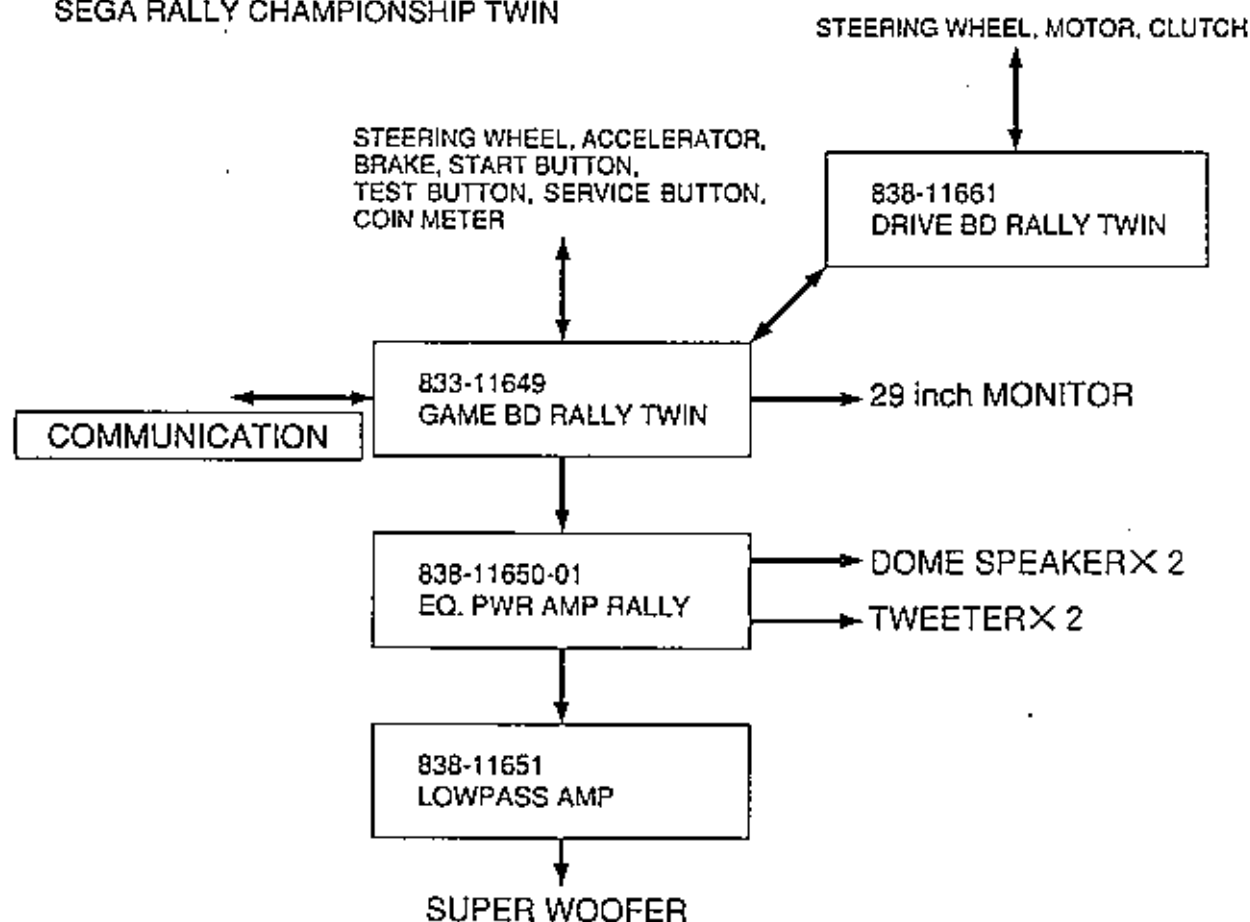 SEGA RALLY CHAMPIONSHIP TWIN
STEERING WHEEL, MOTOR, CLUTCH
STEERING WHEEL, ACCELERATOR,
BRAKE, START BUTTON,
TEST BUTTON, SERVICE BUTTON,
COIN METER
838-11661
DRIVE BD RALLY TWIN
833-11649
GAME BD RALLY TWIN
29 inch MONITOR
COMMUNICATION
838-11650-01
EQ. PWR AMP RALLY
DOME SPEAKER× 2
TWEETER× 2
838-11651
LOWPASS AMP
SUPER WOOFER